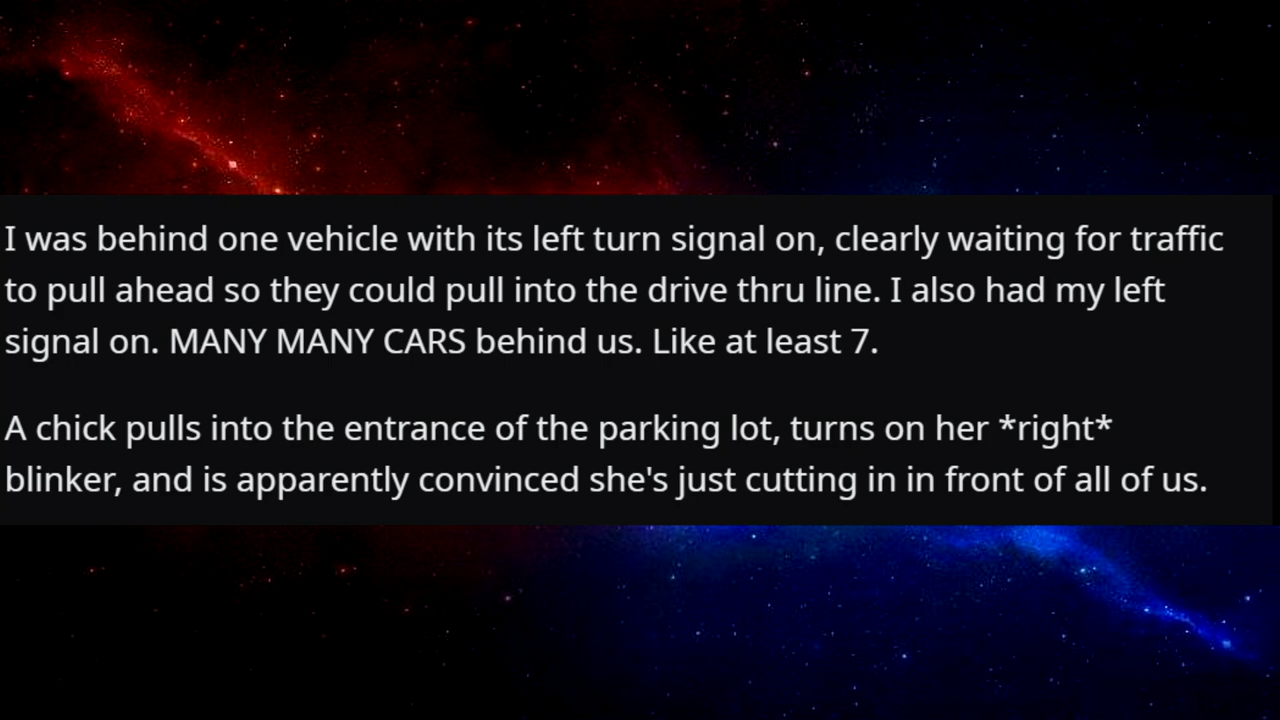 I was behind one vehicle with its left turn signal on, clearly waiting for traffic
to pull ahead so they could pull into the drive thru line. I also had my left
signal on. MANY MANY CARS behind us. Like at least 7.
A chick pulls into the entrance of the parking lot, turns on her *right*
blinker, and is apparently convinced she's just cutting in in front of all of us.